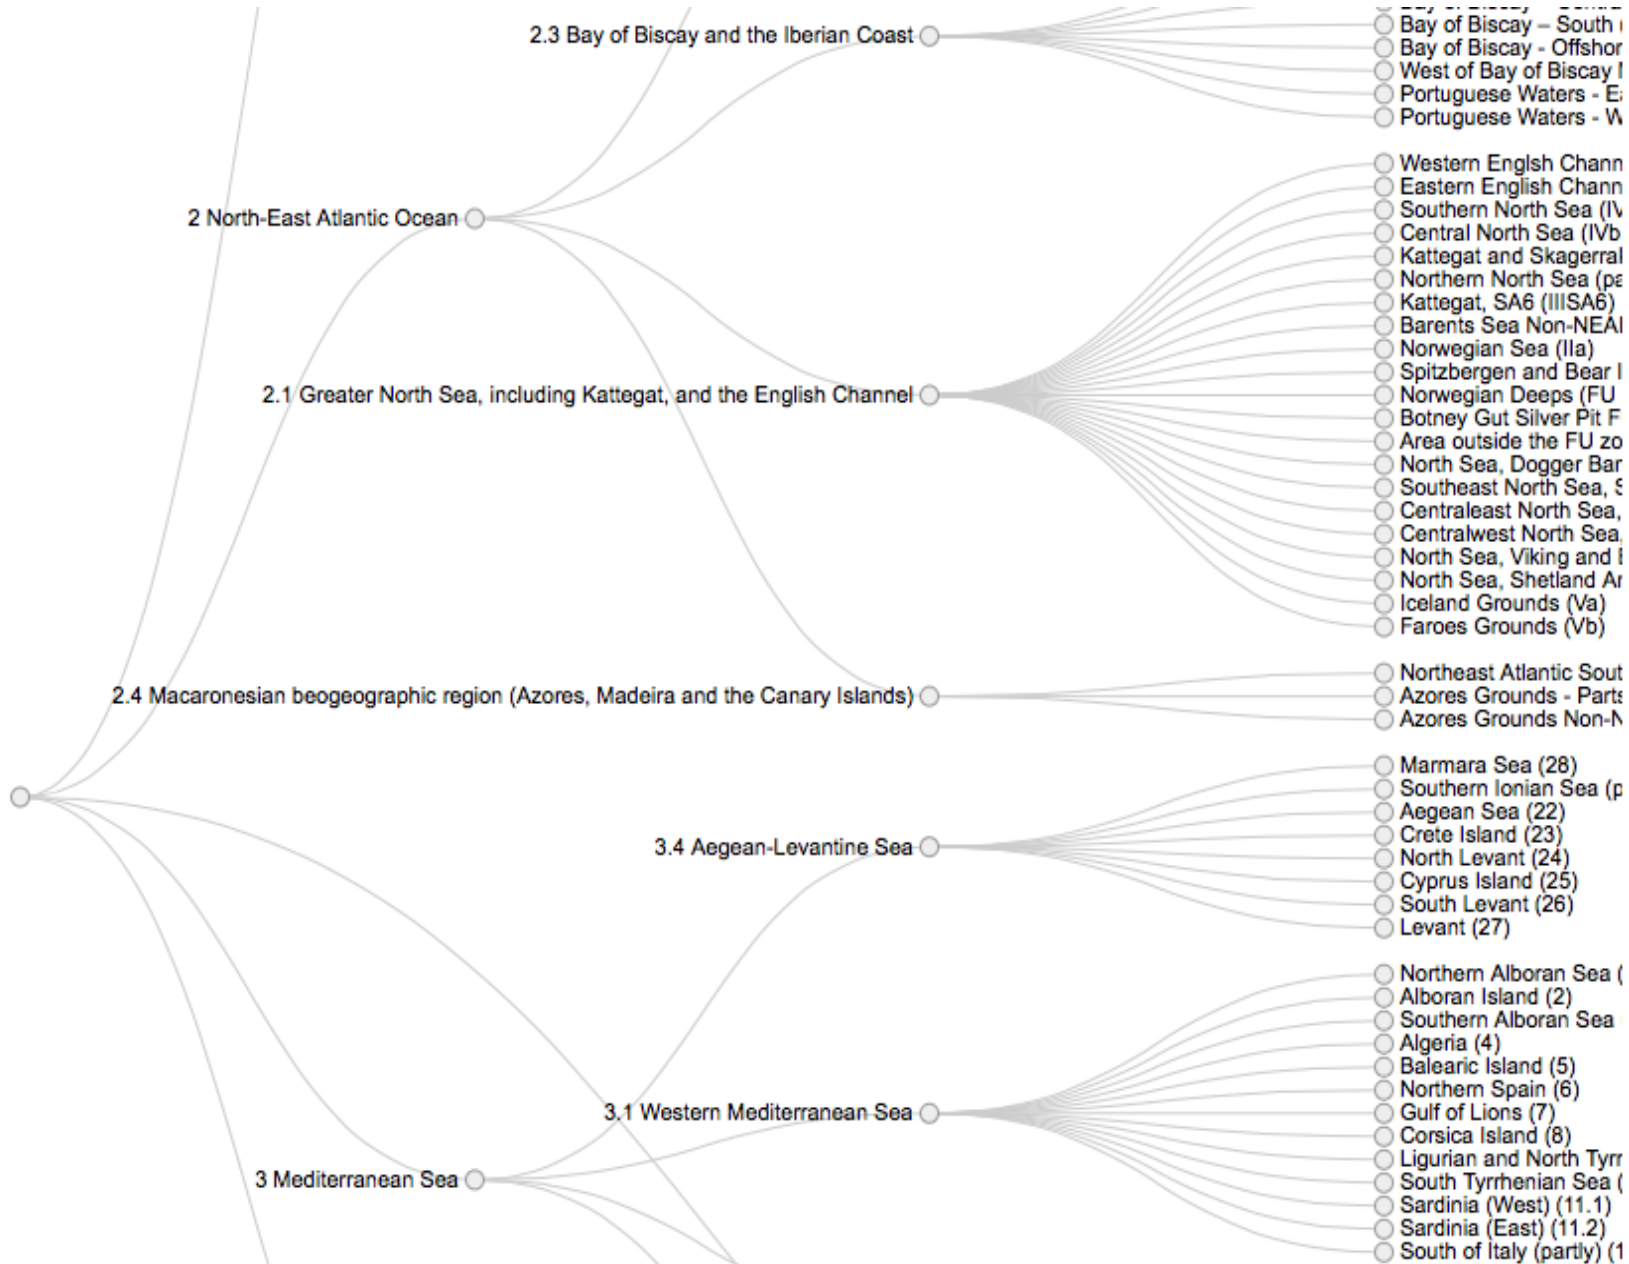 2.3 Bay of Biscay and the Iberian Coast
Bay of Biscay – South
Bay of Biscay - Offshor
West of Bay of Biscay
Portuguese Waters -
Portuguese Waters -
Western Englsh Chann
Eastern English Chann
2 North-East Atlantic Ocean
Southern North Sea (IV
Central North Sea (IVb
Kattegat and Skagerra
Northern North Sea (pa
Kattegat, SA6 (IIISA6)
Barents Sea Non-NEA
Norwegian Sea (IIa)
Spitzbergen and Bear
2.1 Greater North Sea, including Kattegat, and the English Channel
Norwegian Deeps (FU
Botney Gut Silver Pit F
Area outside the FU zo
North Sea, Dogger Bar
Southeast North Sea, S
Centraleast North Sea,
Centralwest North Sea,
North Sea, Viking and
North Sea, Shetland Ar
Iceland Grounds (Va)
Faroes Grounds (Vb)
Northeast Atlantic Sout
2.4 Macaronesian beogeographic region (Azores, Madeira and the Canary Islands)
Azores Grounds - Parts
Azores Grounds Non-N
Marmara Sea (28)
Southern Ionian Sea (p
Aegean Sea (22)
Crete Island (23)
3.4 Aegean-Levantine Sea
North Levant (24)
Cyprus Island (25)
South Levant (26)
Levant (27)
Northern Alboran Sea (
Alboran Island (2)
Southern Alboran Sea
Algeria (4)
Balearic Island (5)
Northern Spain (6)
3.1 Western Mediterranean Sea
Gulf of Lions (7)
Corsica Island (8)
Ligurian and North Tyrr
3 Mediterranean Sea
South Tyrrhenian Sea (
Sardinia (West) (11.1)
Sardinia (East) (11.2)
South of Italy (partly) (1